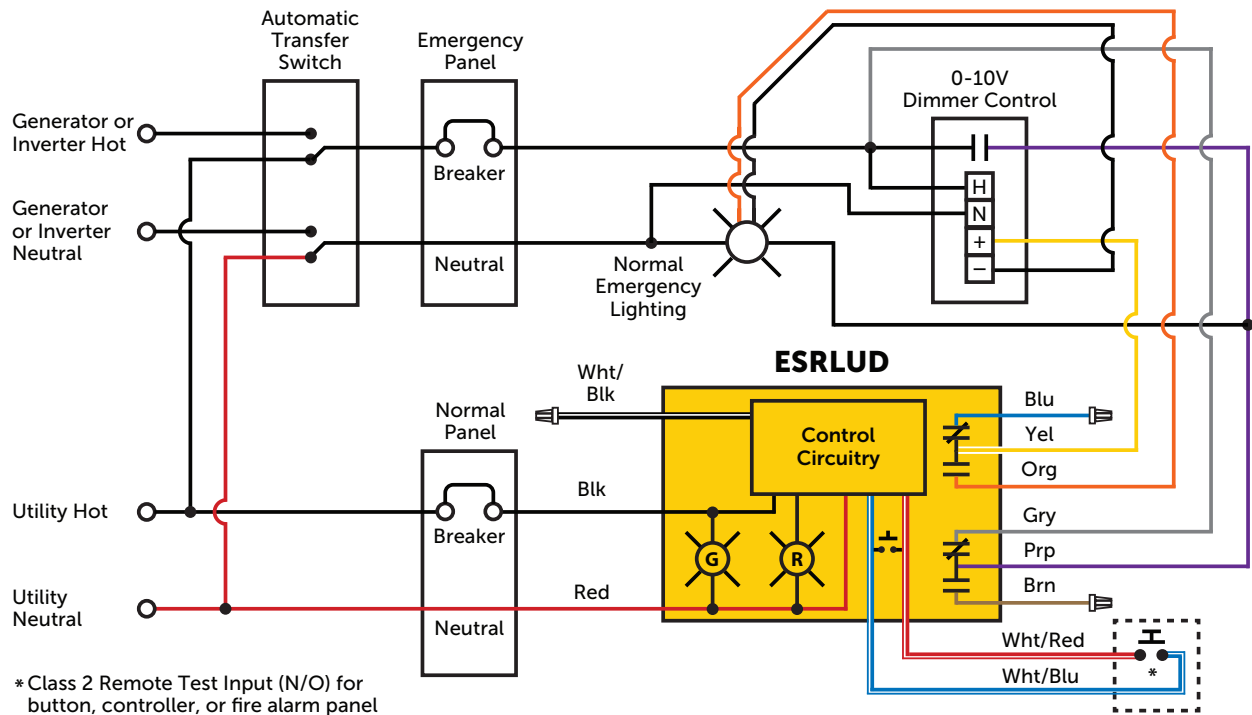 Automatic
Transfer
Switch
Emergency
Panel
0-10V
Dimmer Control
Generator or
Inverter Hot
Breaker
H
N
+
−
Generator
or Inverter
Neutral
Neutral
Normal
Emergency
Lighting
ESRLUD
Wht/
Blk
Normal
Panel
Control
Circuitry
Blu
Yel
Org
Utility Hot
Breaker
Blk
G
R
Gry
Prp
Brn
Utility
Neutral
Neutral
Red
Wht/Red
Wht/Blu
*
* Class 2 Remote Test Input (N/O) for
button, controller, or fire alarm panel